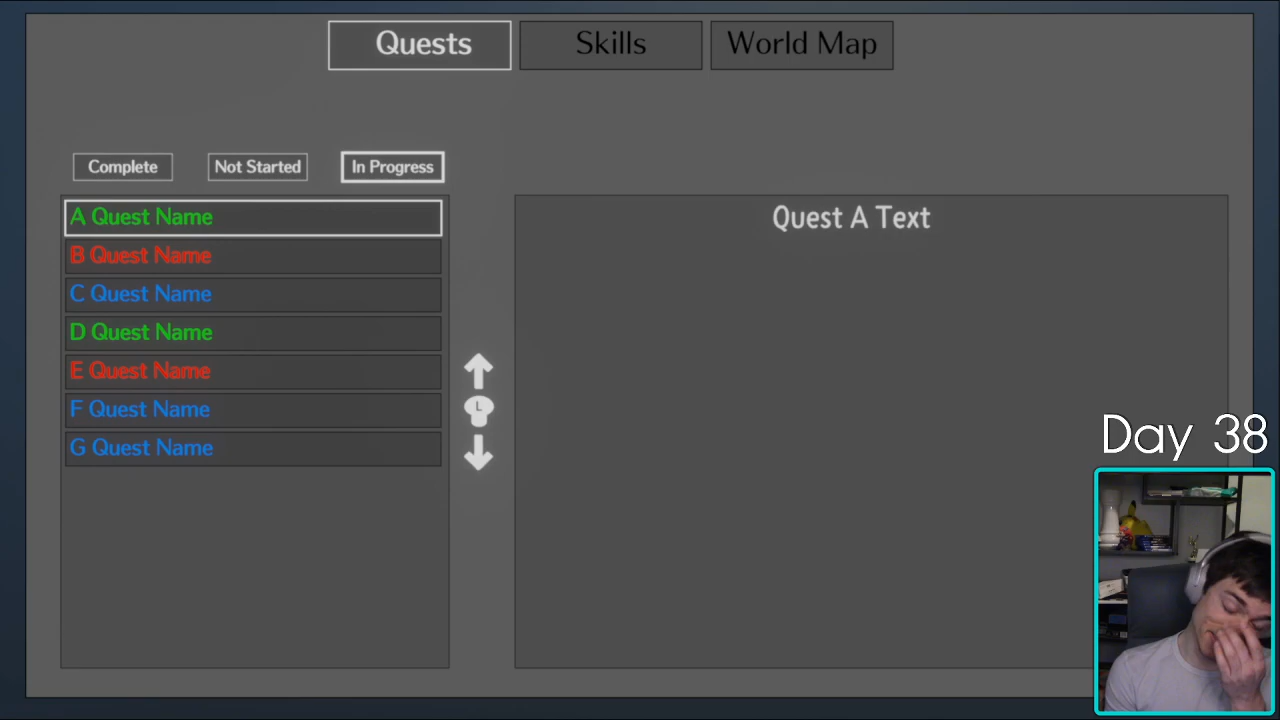 Quests
Skills
World Map
Complete
Not Started
In Progress
A Quest Name
B Quest Name
C Quest Name
D Quest Name
E Quest Name
F Quest Name
G Quest Name
L
Quest A Text
Day 38